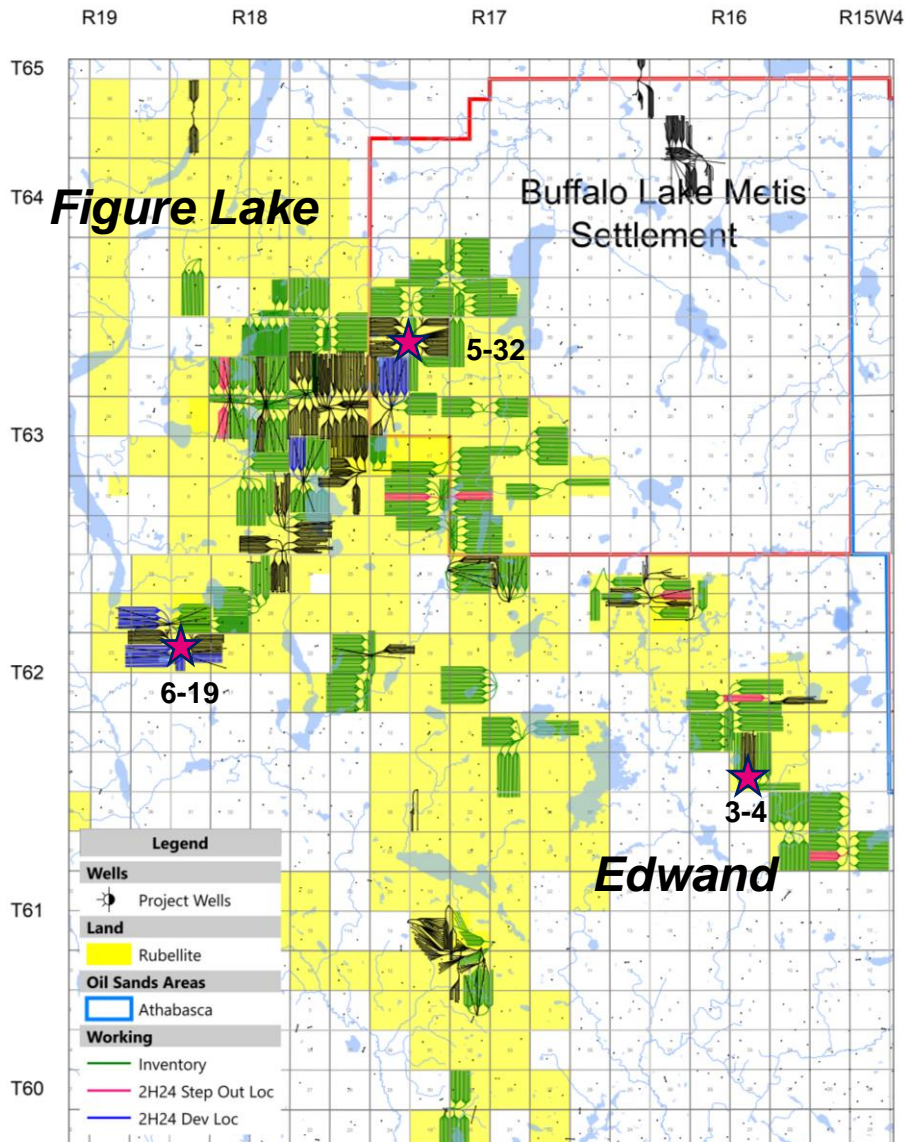 R19 R18 R17 R16 R15W4
T65
T64
Figure Lake
Buffalo Lake Metis
Settlement
5-32
T63
T62
6-19
3-4
Edwand
Legend
Wells
Project Wells
Land
Rubellite
Oil Sands Areas
Athabasca
Working
Inventory
2H24 Step Out Loc
2H24 Dev Loc
T61
T60